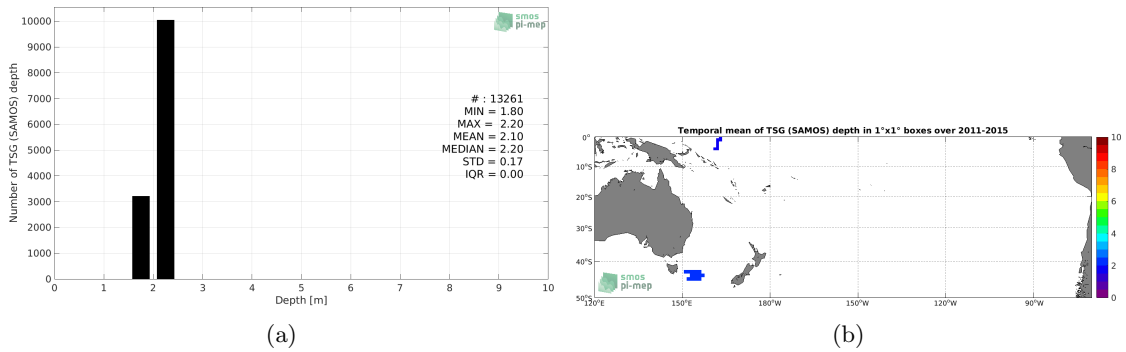 10000
9000
8000
7000
6000
5000
4000
3000
2000
1000
0
Number of TSG (SAMOS) depth
0 1 2 3 4 5 6 7 8 9 10
Depth [m]
smos
pi-mep
# : 13261
MIN = 1.80
MAX = 2.20
MEAN = 2.10
MEDIAN = 2.20
STD = 0.17
IQR = 0.00
(a)
Temporal mean of TSG (SAMOS) depth in 1°x1° boxes over 2011-2015
0°
10°S
20°S
30°S
40°S
50°S
120°E 150°E 180°W 150°W 120°W 90°W
smos
pi-mep
10
8
6
4
2
0
(b)